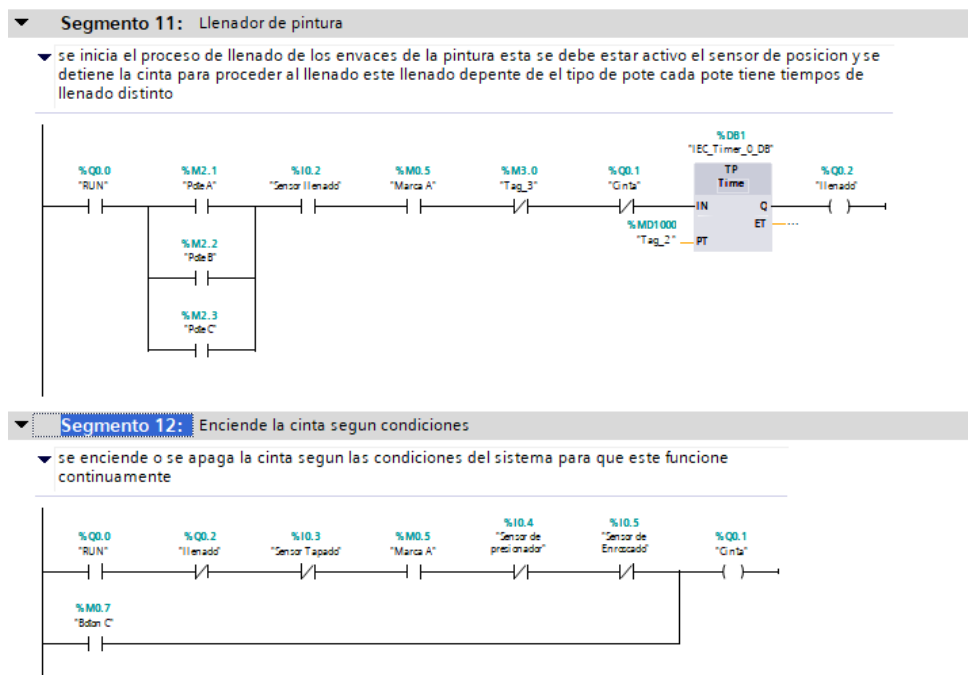 Segmento 11: Llenador de pintura
se inicia el proceso de llenado de los envaces de la pintura esta se debe estar activo el sensor de posicion y se
detiene la cinta para proceder al llenado este llenado depente de el tipo de pote cada pote tiene tiempos de
llenado distinto
%DB1
"IEC_Timer_0_DB"
%Q0.0 %M2.1 %I0.2 %M0.5 %M3.0 %Q0.1 TP %Q0.2
"RUN" "Pote A" "Sensor llenado" "Marca A" "Tag_3" "Cinta" Time "llenado"
IN Q
%MD1000 ET ...
"Tag_2" PT
%M2.2
"Pote B"
%M2.3
"Pote C"
Segmento 12: Enciende la cinta segun condiciones
se enciende o se apaga la cinta segun las condiciones del sistema para que este funcione
continuamente
%Q0.0 %Q0.2 %I0.3 %M0.5 %I0.4 %I0.5 %Q0.1
"RUN" "llenado" "Sensor Tapado" "Marca A" "Sensor de presionador" "Sensor de Enroscado" "Cinta"
%M0.7
"Boton C"